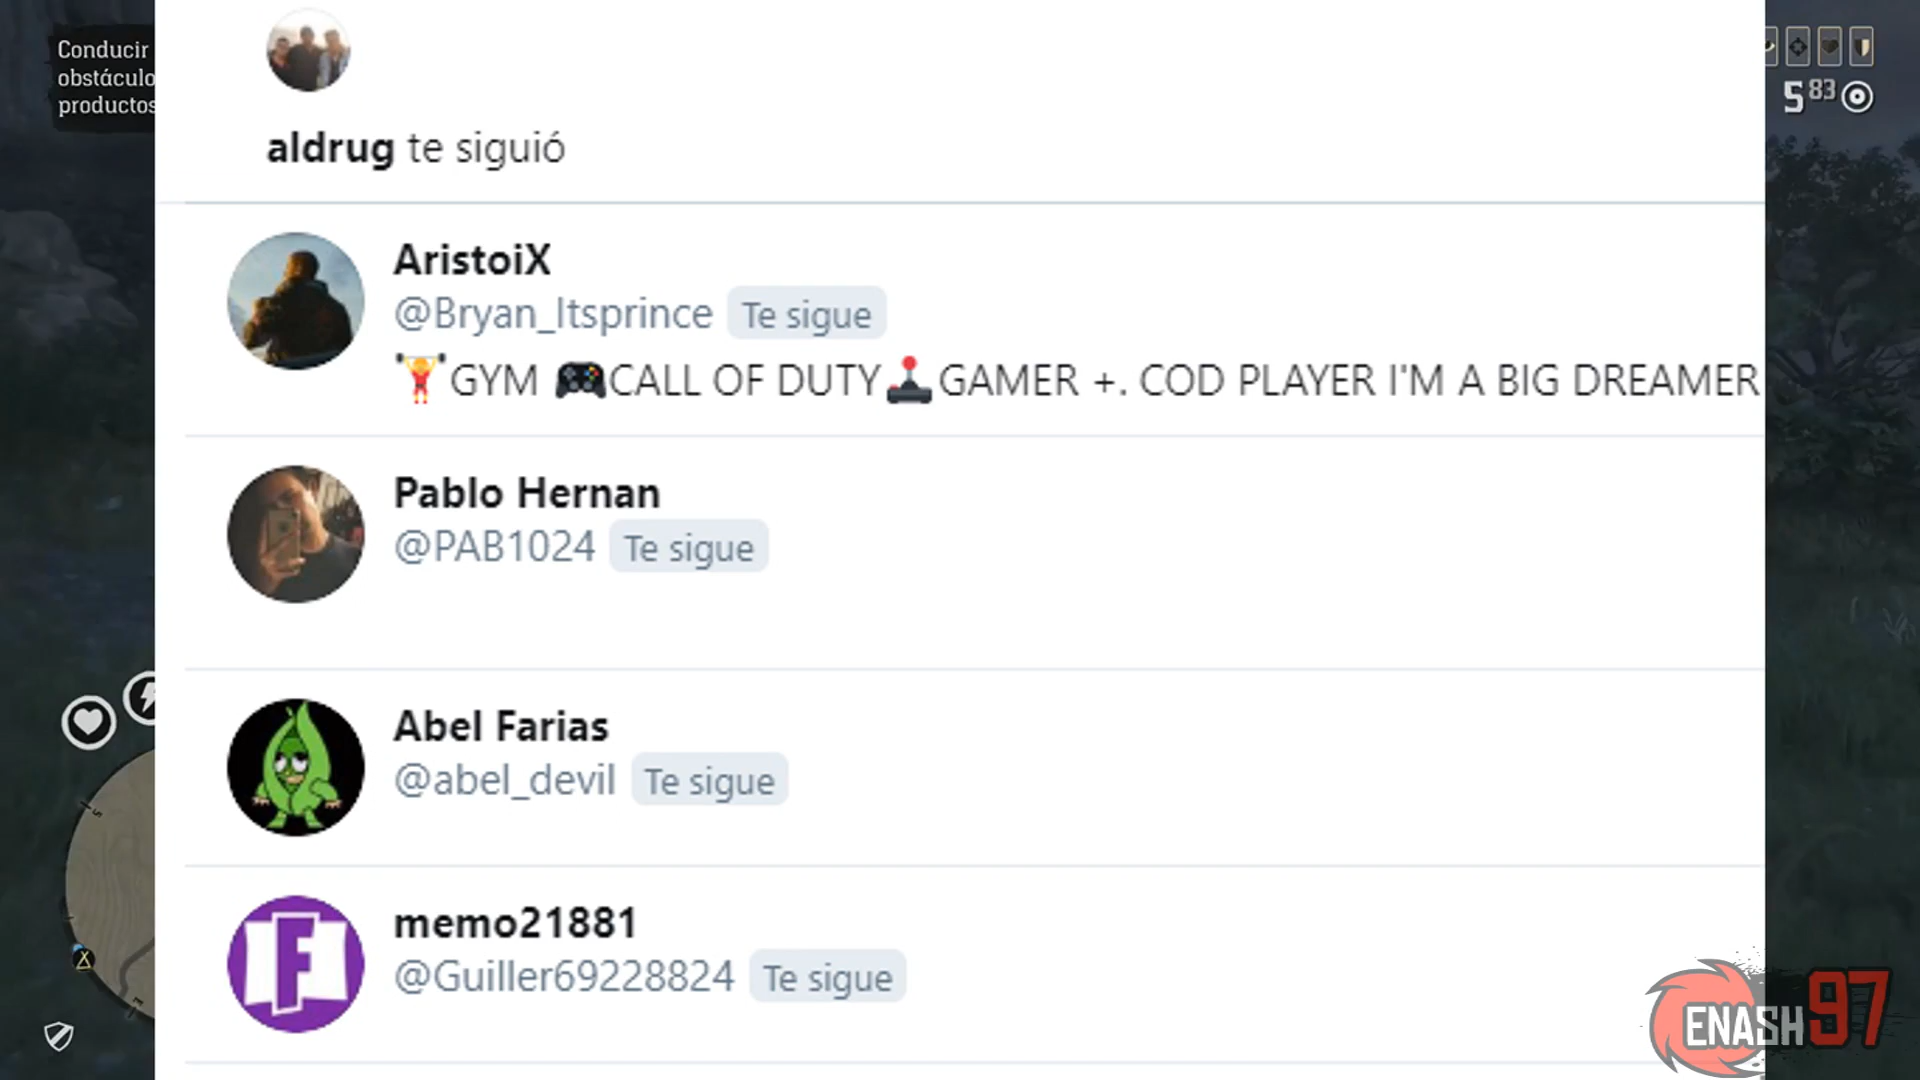 Conducir
obstáculo
productos
5 83
aldrug te siguió
AristoiX
@Bryan_Itsprince Te sigue
🏋GYM 🎮CALL OF DUTY🕹GAMER +. COD PLAYER I'M A BIG DREAMER
Pablo Hernan
@PAB1024 Te sigue
Abel Farias
@abel_devil Te sigue
F
memo21881
@Guiller69228824 Te sigue
ENASH97